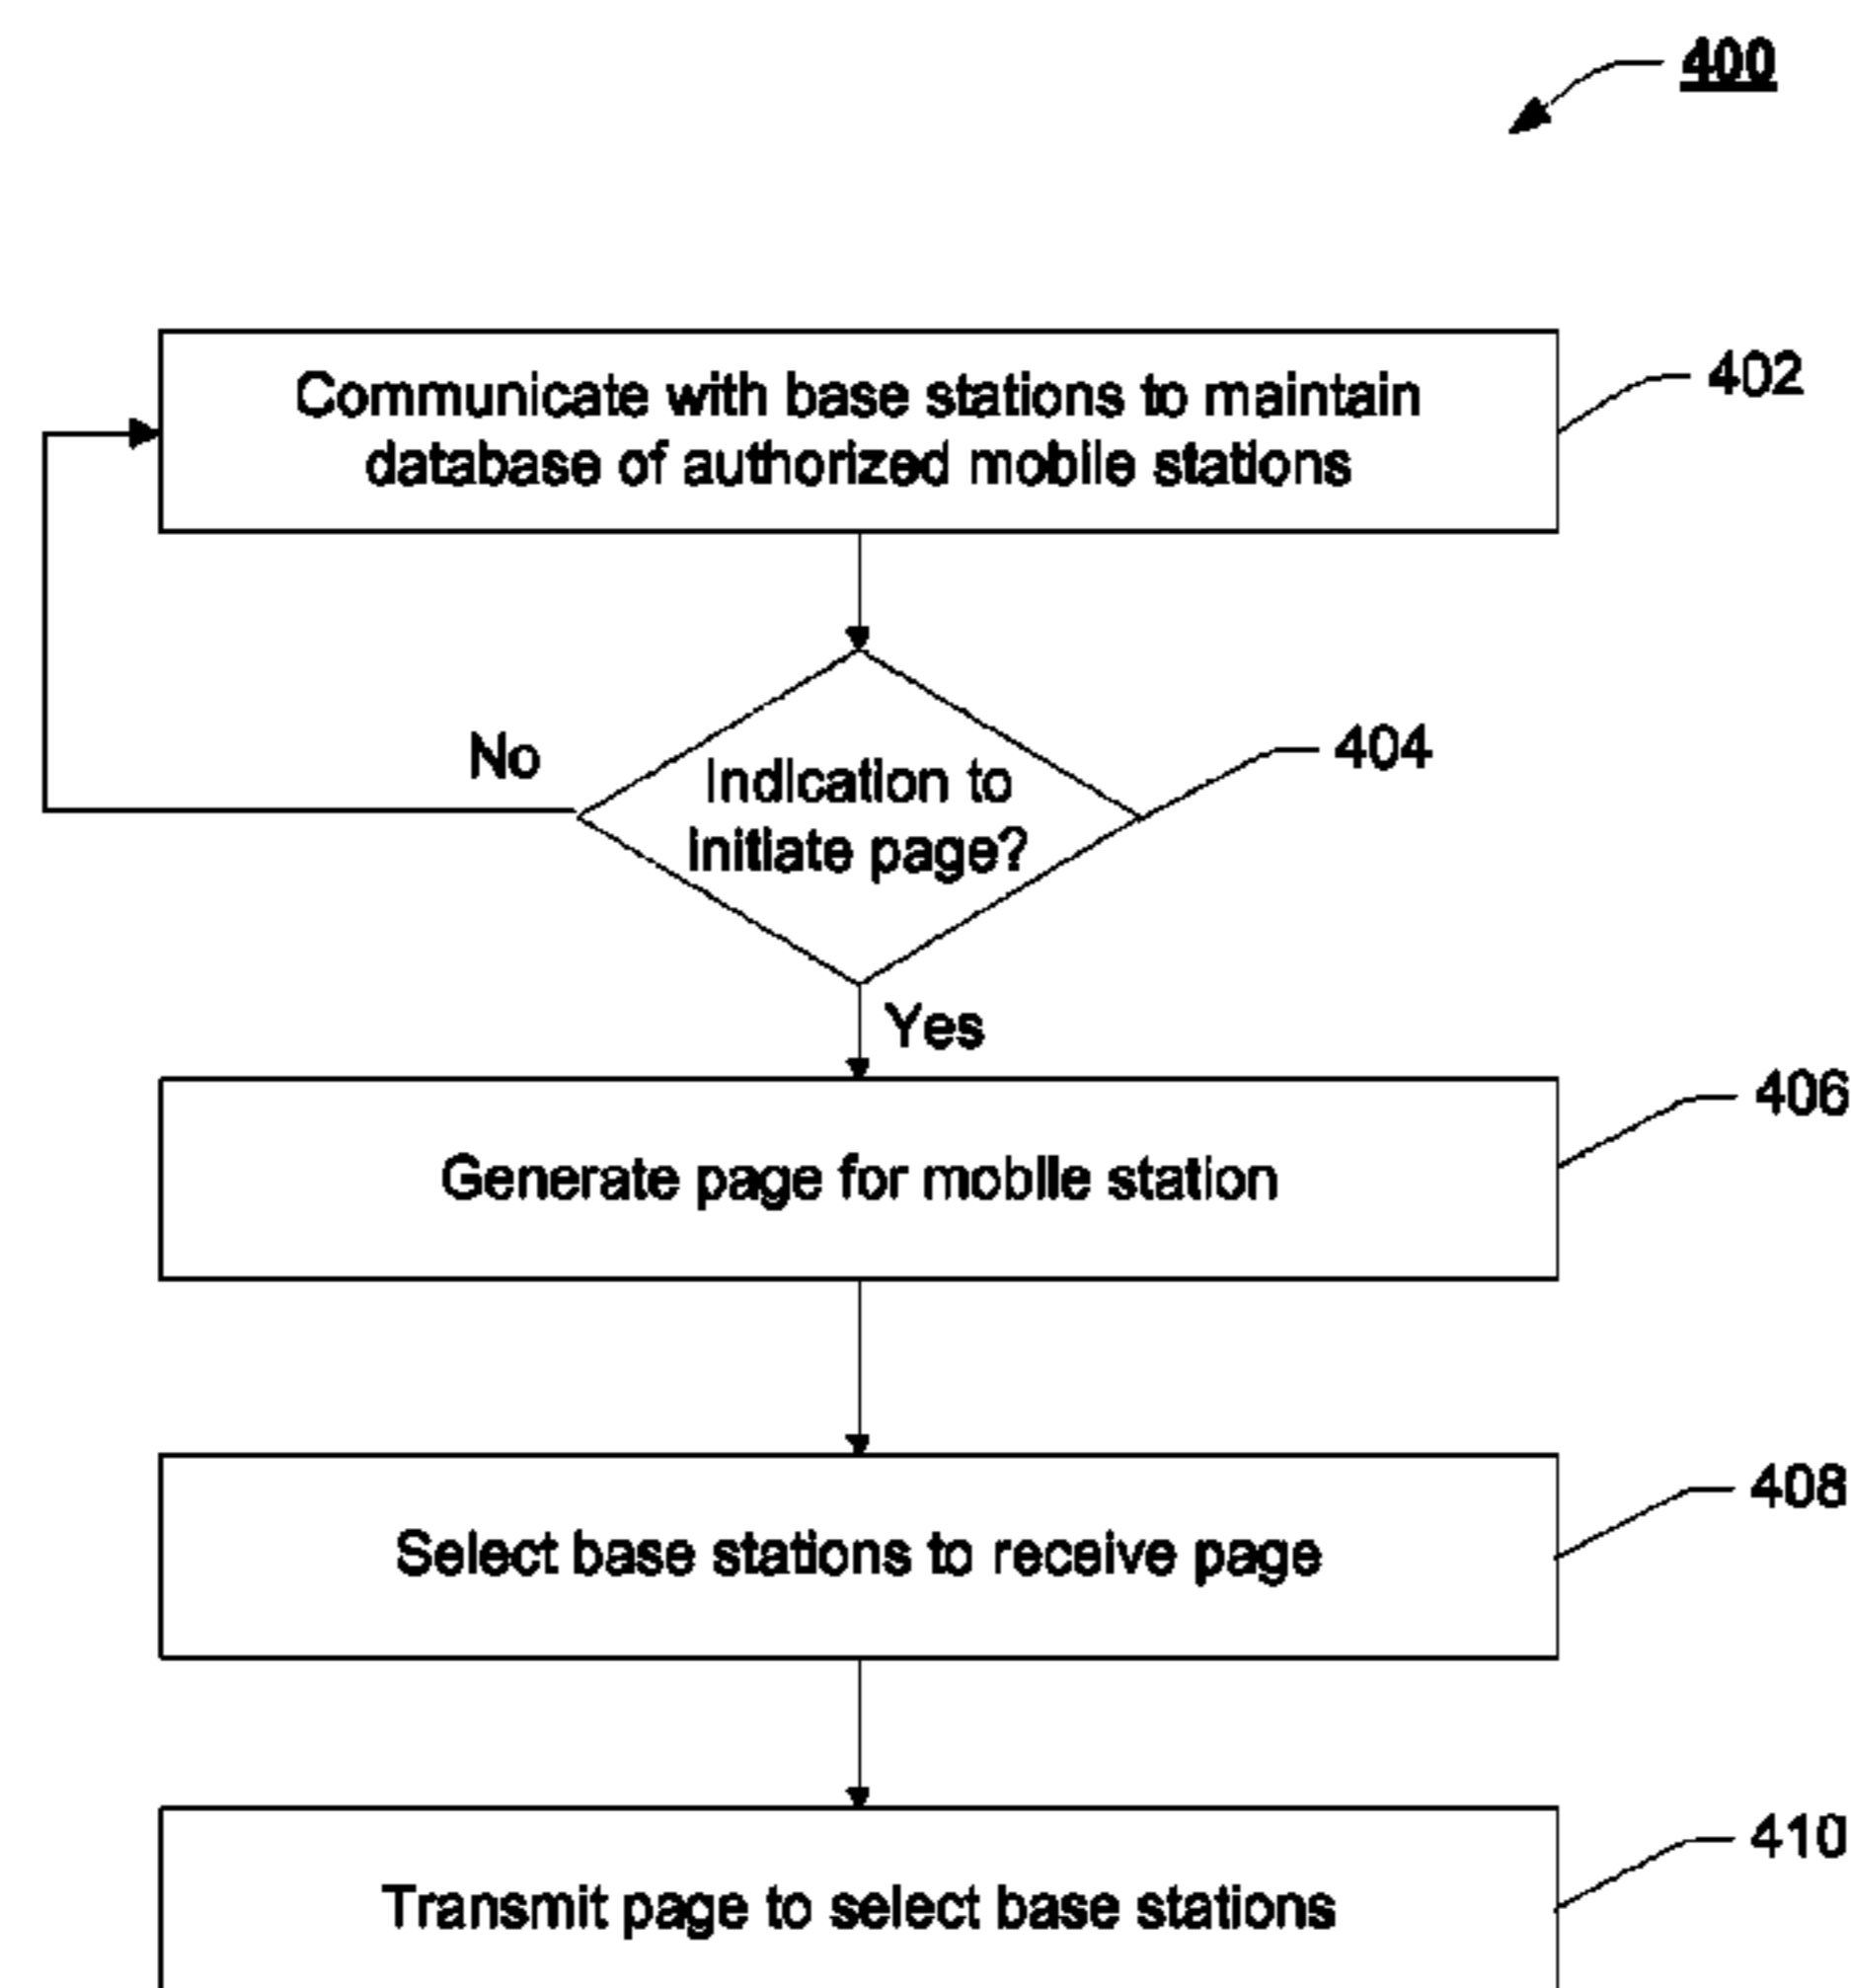 400
Communicate with base stations to maintain
database of authorized mobile stations
402
No
Indication to
initiate page?
404
Yes
Generate page for mobile station
406
Select base stations to receive page
408
Transmit page to select base stations
410